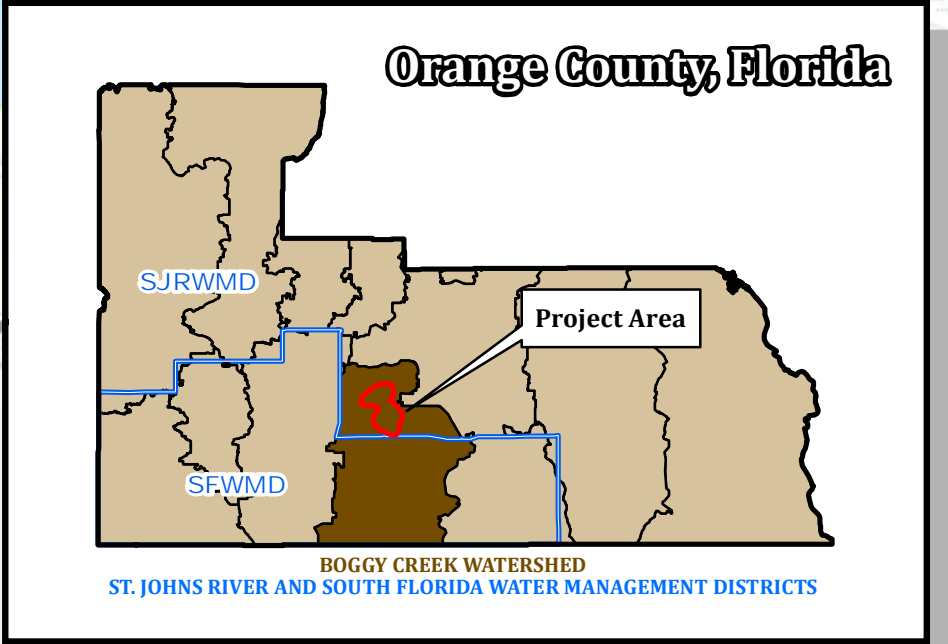 Orange County, Florida
SJRWMD
Project Area
SFWMD
BOGGY CREEK WATERSHED
ST. JOHNS RIVER AND SOUTH FLORIDA WATER MANAGEMENT DISTRICTS